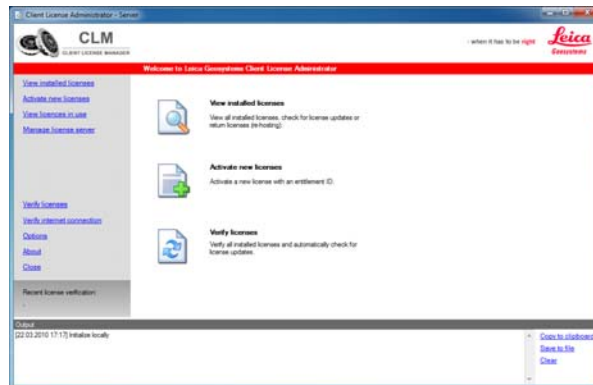 Client License Administrator - Server
CLM
CLIENT LICENSE MANAGER
- when it has to be right
Leica
Geosystems
Welcome to Leica Geosystems Client License Administrator
View installed licenses
Activate new licenses
View licences in use
Manage license server
Verify licenses
Verify internet connection
Options
About
Close
Recent license verification:
-
View installed licenses
View all installed licenses, check for license updates or
return licenses (re-hosting).
Activate new licenses
Activate a new license with an entitlement ID.
Verify licenses
Verify all installed licenses and automatically check for
license updates.
Output
[22.03.2010 17:17] Initialize locally
Copy to clipboard
Save to file
Clear